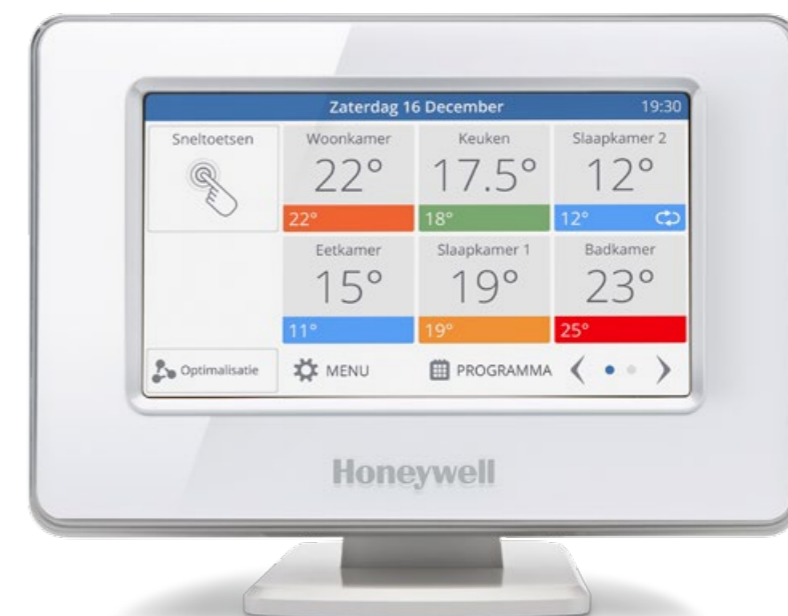 Zaterdag 16 December 19:30
Sneltoetsen
Woonkamer
22°
22°
Keuken
17.5°
18°
Slaapkamer 2
12°
12°
Eetkamer
15°
11°
Slaapkamer 1
19°
19°
Badkamer
23°
25°
Optimalisatie
MENU
PROGRAMMA
Honeywell